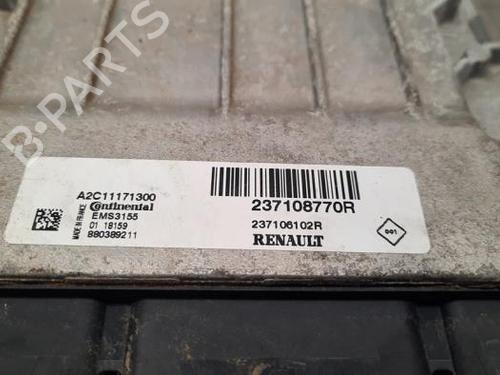 B-PARTS
A2C11171300
Continental
EMS3155
01 18159
880389211
MADE IN FRANCE
237108770R
237106102R
RENAULT
001